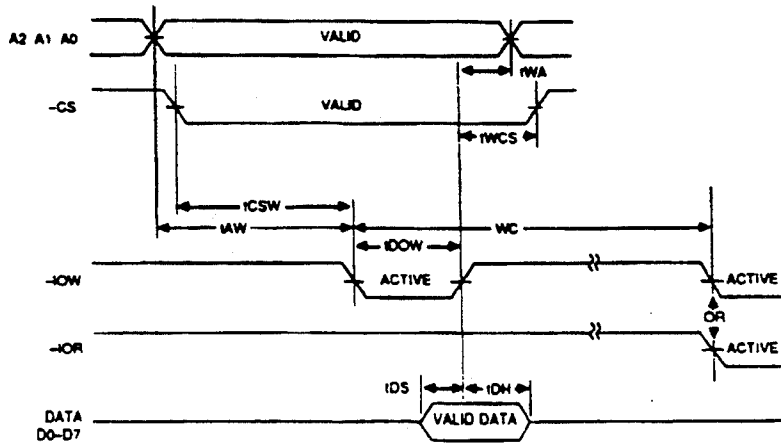 A2 A1 A0
VALID
tWA
-CS
VALID
tWCS
tCSW
tAW
WC
tDOW
-IOW
ACTIVE
ACTIVE
OR
-IOR
ACTIVE
tDS
tDH
DATA
D0-D7
VALID DATA